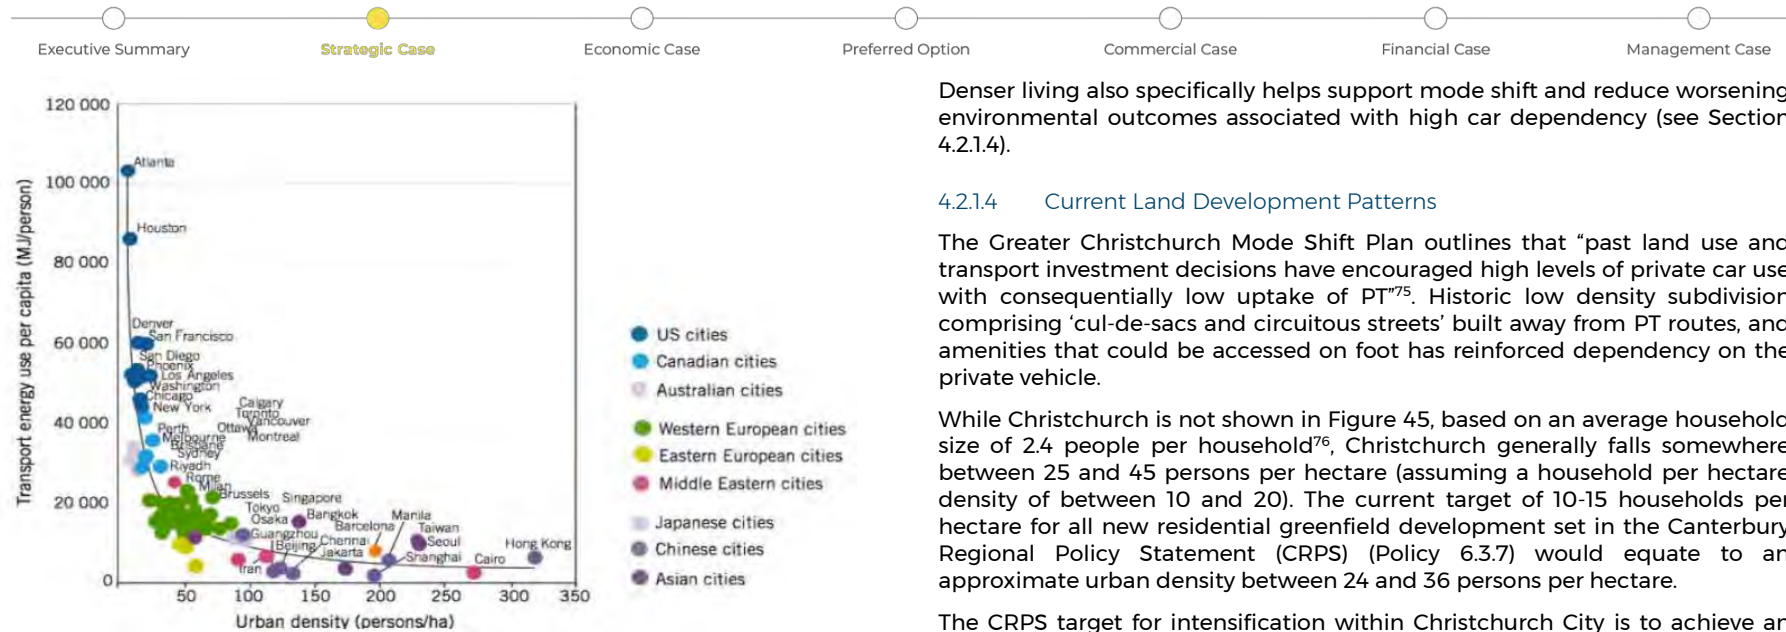 Executive Summary
Strategic Case
Economic Case
Preferred Option
Commercial Case
Financial Case
Management Case
120 000
100 000
80 000
60 000
40 000
20 000
0
Transport energy use per capita (MJ/person)
Atlanta
Houston
Denver
San Francisco
San Diego
Phoenix
Los Angeles
Washington
Chicago
New York
Calgary
Toronto
Vancouver
Ottawa
Montreal
Perth
Melbourne
Brisbane
Sydney
Riyadh
Rome
Milan
Brussels
Singapore
Tokyo
Osaka
Bangkok
Barcelona
Manila
Taiwan
Guangzhou
Beijing
Chennai
Jakarta
Seoul
Shanghai
Iran
Cairo
Hong Kong
50
100
150
200
250
300
350
Urban density (persons/ha)
US cities
Canadian cities
Australian cities
Western European cities
Eastern European cities
Middle Eastern cities
Japanese cities
Chinese cities
Asian cities
Denser living also specifically helps support mode shift and reduce worsening
environmental outcomes associated with high car dependency (see Section
4.2.1.4).
4.2.1.4 Current Land Development Patterns
The Greater Christchurch Mode Shift Plan outlines that “past land use and
transport investment decisions have encouraged high levels of private car use
with consequentially low uptake of PT”75. Historic low density subdivision
comprising ‘cul-de-sacs and circuitous streets’ built away from PT routes, and
amenities that could be accessed on foot has reinforced dependency on the
private vehicle.
While Christchurch is not shown in Figure 45, based on an average household
size of 2.4 people per household76, Christchurch generally falls somewhere
between 25 and 45 persons per hectare (assuming a household per hectare
density of between 10 and 20). The current target of 10-15 households per
hectare for all new residential greenfield development set in the Canterbury
Regional Policy Statement (CRPS) (Policy 6.3.7) would equate to an
approximate urban density between 24 and 36 persons per hectare.
The CRPS target for intensification within Christchurch City is to achieve an